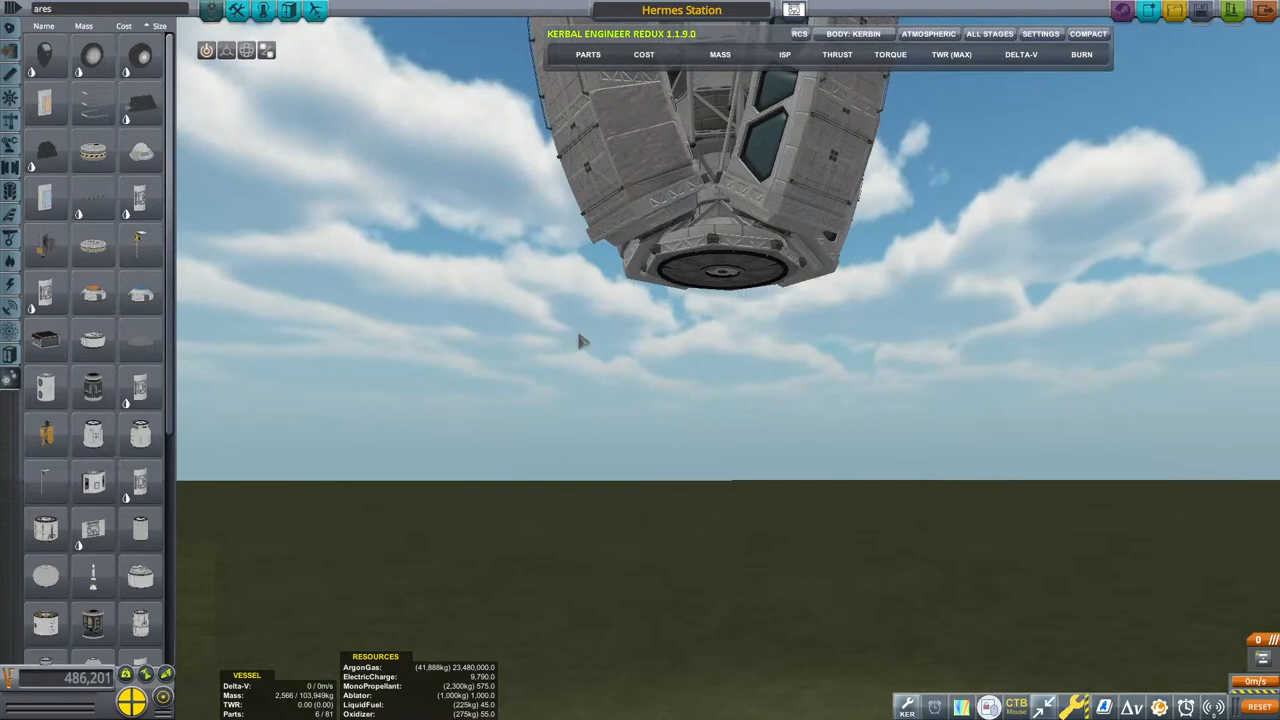 ares
Hermes Station
Name Mass Cost Size
KERBAL ENGINEER REDUX 1.1.9.0 RCS BODY: KERBIN ATMOSPHERIC ALL STAGES SETTINGS COMPACT
PARTS COST MASS ISP THRUST TORQUE TWR (MAX) DELTA-V BURN
486,201
VESSEL
Delta-V: 0 / 0m/s
Mass: 2,566 / 103,949kg
TWR: 0.00 (0.00)
Parts: 6 / 81
RESOURCES
ArgonGas: (41,888kg) 23,480,000.0
ElectricCharge: 9,790.0
MonoPropellant: (2,300kg) 575.0
Ablator: (1,000kg) 1,000.0
LiquidFuel: (225kg) 45.0
Oxidizer: (275kg) 55.0
0
0m/s
KER
CTB
Mouse
Δv
RESET